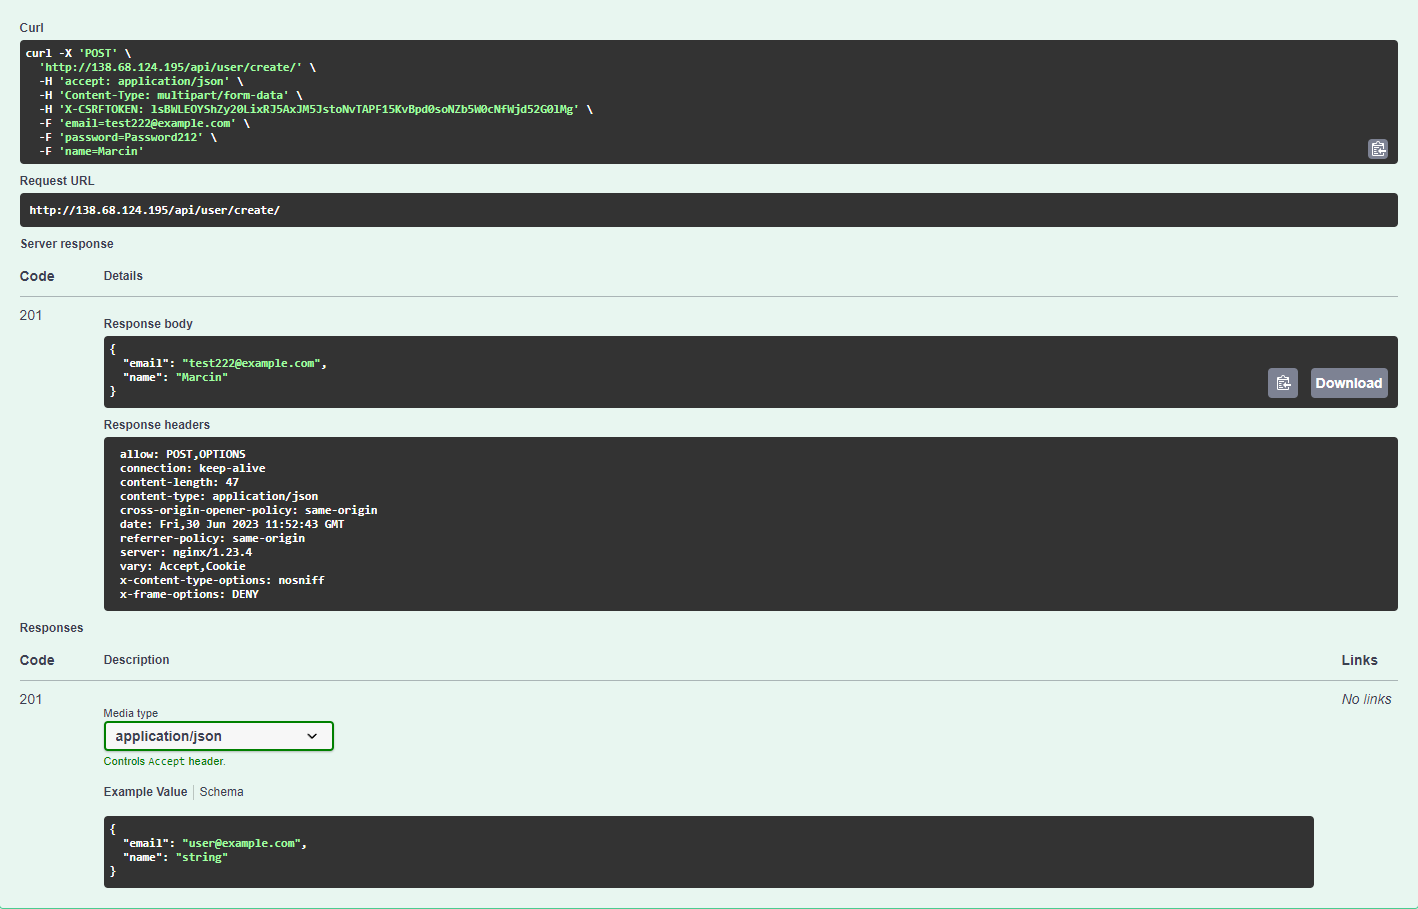 Curl
curl -X 'POST' \
'http://138.68.124.195/api/user/create/' \
-H 'accept: application/json' \
-H 'Content-Type: multipart/form-data' \
-H 'X-CSRFTOKEN: lsBWLEOYShZy20LixRJ5AxJM5JstoNvTAPF15KvBpd0soNZb5W0cNfWjd52G0lMg' \
-F 'email=test222@example.com' \
-F 'password=Password212' \
-F 'name=Marcin'
Request URL
http://138.68.124.195/api/user/create/
Server response
Code Details
201
Response body
{
"email": "test222@example.com",
"name": "Marcin"
}
Download
Response headers
allow: POST,OPTIONS
connection: keep-alive
content-length: 47
content-type: application/json
cross-origin-opener-policy: same-origin
date: Fri,30 Jun 2023 11:52:43 GMT
referrer-policy: same-origin
server: nginx/1.23.4
vary: Accept,Cookie
x-content-type-options: nosniff
x-frame-options: DENY
Responses
Code Description Links
201 No links
Media type
application/json
Controls Accept header.
Example Value Schema
{
"email": "user@example.com",
"name": "string"
}